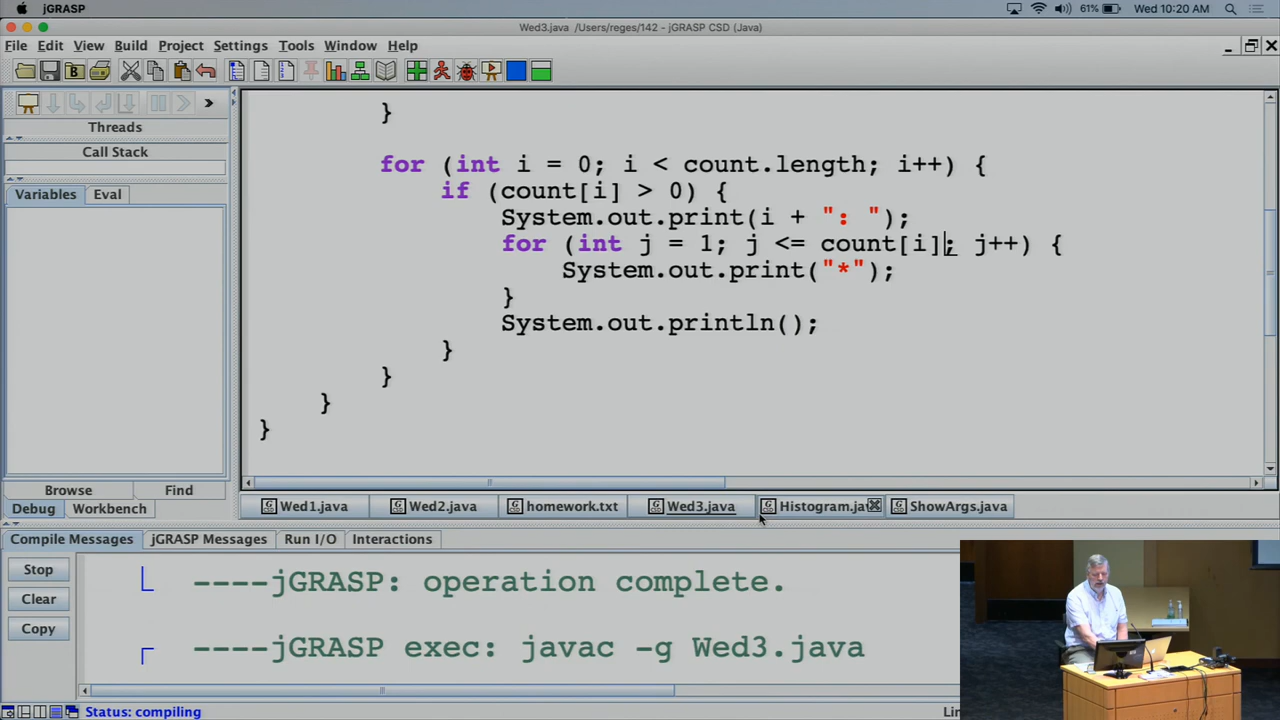 jGRASP
61%
Wed 10:20 AM
Wed3.java /Users/reges/142 - jGRASP CSD (Java)
File Edit View Build Project Settings Tools Window Help
Threads
Call Stack
Variables Eval
Browse Find
Debug Workbench
}
for (int i = 0; i < count.length; i++) {
if (count[i] > 0) {
System.out.print(i + ": ");
for (int j = 1; j <= count[i]; j++) {
System.out.print("*");
}
System.out.println();
}
}
}
}
Wed1.java Wed2.java homework.txt Wed3.java Histogram.jav ShowArgs.java
Compile Messages jGRASP Messages Run I/O Interactions
Stop
Clear
Copy
----jGRASP: operation complete.
----jGRASP exec: javac -g Wed3.java
Status: compiling
Lin